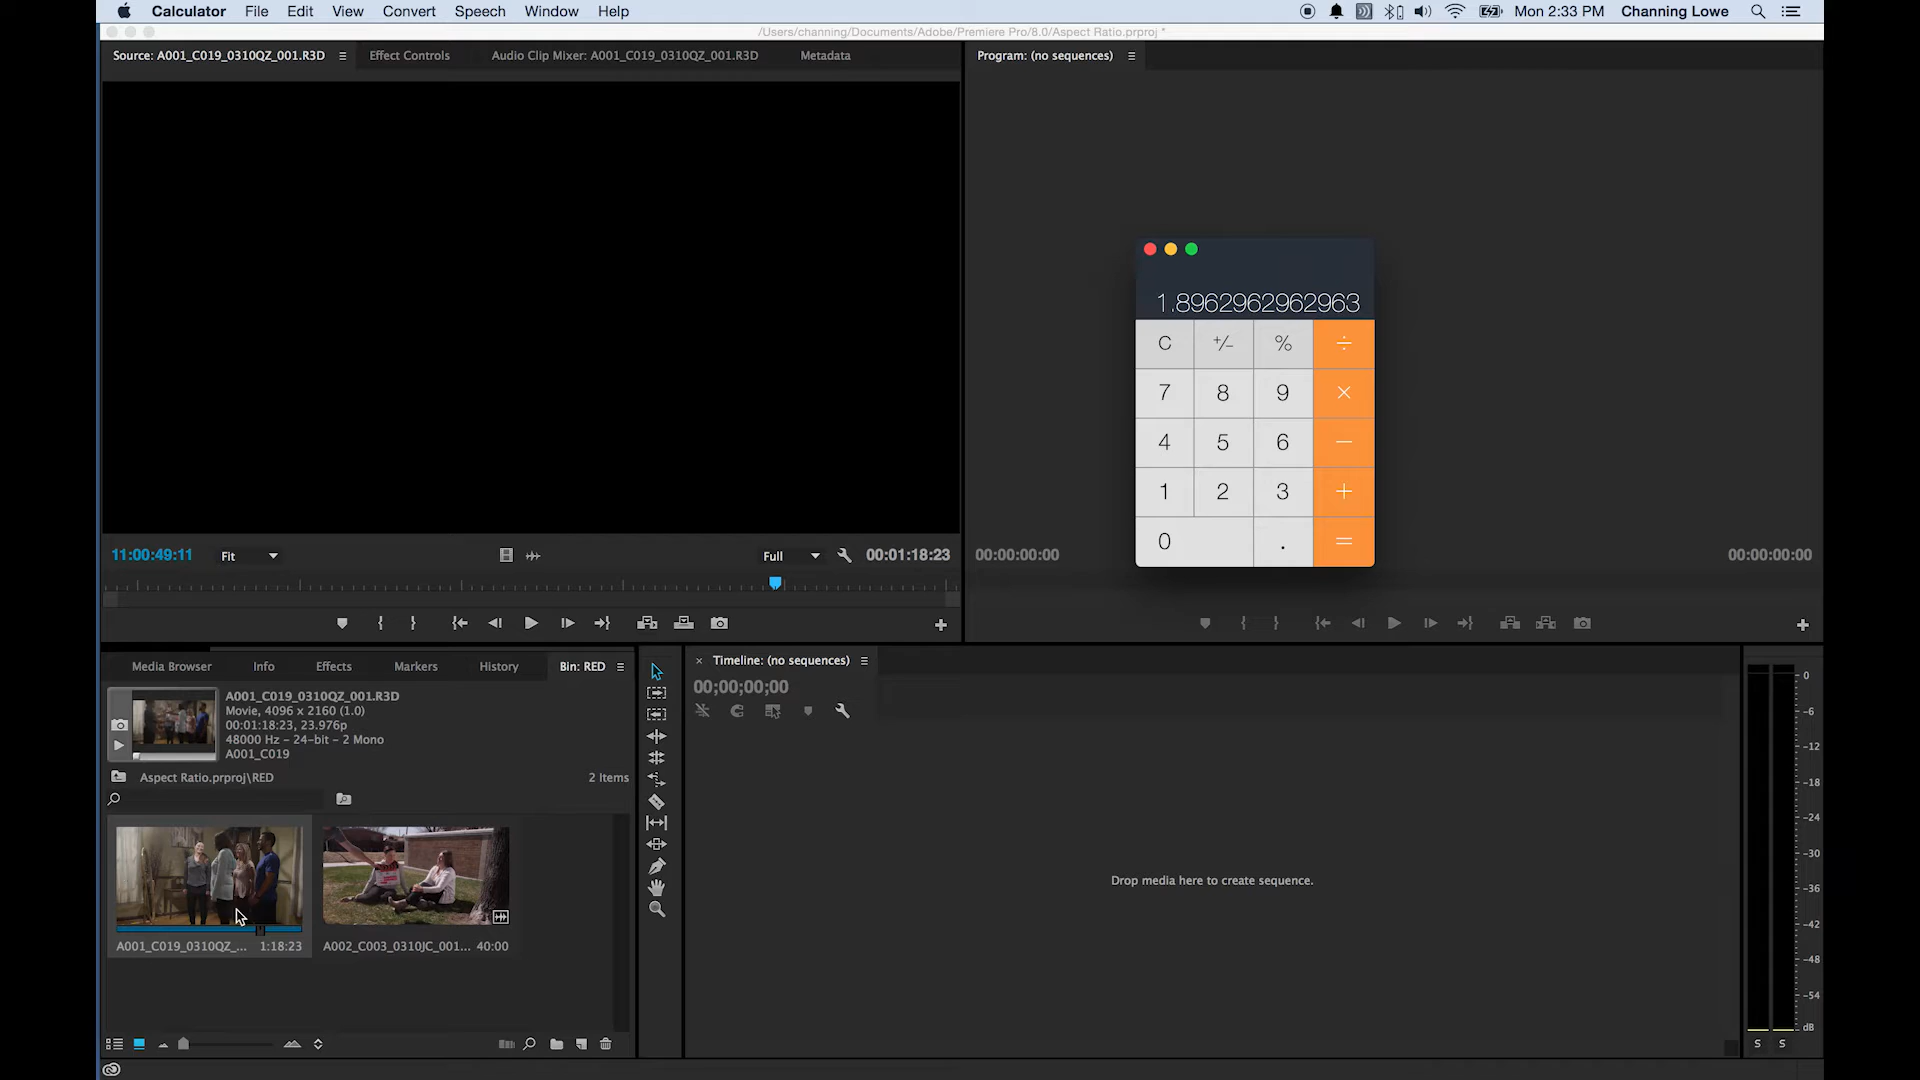 Calculator File Edit View Convert Speech Window Help Mon 2:33 PM Channing Lowe
/Users/channing/Documents/Adobe/Premiere Pro/8.0/Aspect Ratio.prproj *
Source: A001_C019_0310QZ_001.R3D Effect Controls Audio Clip Mixer: A001_C019_0310QZ_001.R3D Metadata Program: (no sequences)
1.8962962962963
C +/- % ÷
7 8 9 ×
4 5 6 −
1 2 3 +
0 . =
11:00:49:11 Fit Full 00:01:18:23 00:00:00:00 00:00:00:00
Media Browser Info Effects Markers History Bin: RED
A001_C019_0310QZ_001.R3D
Movie, 4096 x 2160 (1.0)
00:01:18:23, 23.976p
48000 Hz - 24-bit - 2 Mono
A001_C019
Aspect Ratio.prproj\RED 2 Items
A001_C019_0310QZ_... 1:18:23
A002_C003_0310JC_001... 40:00
× Timeline: (no sequences)
00;00;00;00
Drop media here to create sequence.
0
-6
-12
-18
-24
-30
-36
-42
-48
-54
dB
S S